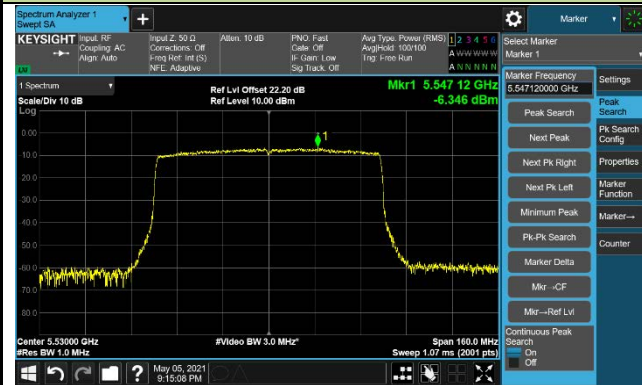 Spectrum Analyzer 1
Swept SA
Marker
KEYSIGHT
Input: RF
Coupling: AC
Align: Auto
Input Z: 50 Ω
Corrections: Off
Freq Ref: Int (S)
NFE: Adaptive
Atten: 10 dB
PNO: Fast
Gate: Off
IF Gain: Low
Sig Track: Off
Avg Type: Power (RMS)
Avg|Hold: 100/100
Trig: Free Run
1 2 3 4 5 6
A W W W W W
A N N N N N
Select Marker
Marker 1
1 Spectrum
Scale/Div 10 dB
Log
Ref Lvl Offset 22.20 dB
Ref Level 10.00 dBm
Mkr1 5.547 12 GHz
-6.346 dBm
Marker Frequency
5.547120000 GHz
Peak Search
Next Peak
Next Pk Right
Next Pk Left
Minimum Peak
Pk-Pk Search
Marker Delta
Mkr→CF
Mkr→Ref Lvl
Continuous Peak
Search
On
Off
Settings
Peak
Search
Pk Search
Config
Properties
Marker
Function
Marker→
Counter
1
0.00
-10.0
-20.0
-30.0
-40.0
-50.0
-60.0
-70.0
-80.0
Center 5.53000 GHz
#Res BW 1.0 MHz
#Video BW 3.0 MHz*
Span 160.0 MHz
Sweep 1.07 ms (2001 pts)
May 05, 2021
9:15:08 PM